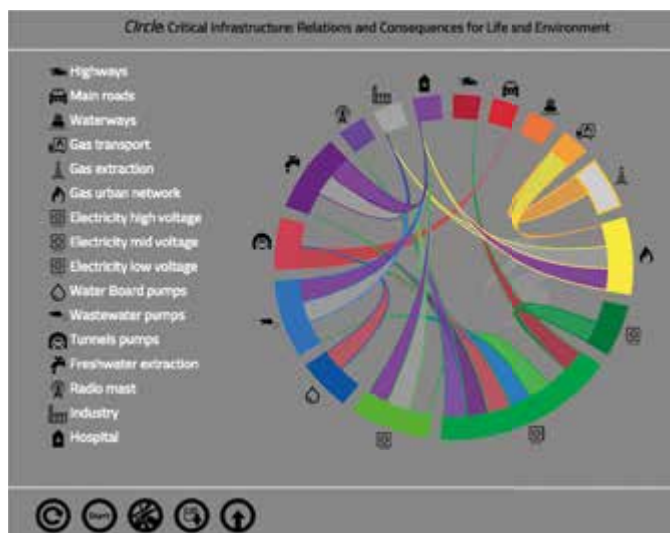 Circle: Critical Infrastructure: Relations and Consequences for Life and Environment
Highways
Main roads
Waterways
Gas transport
Gas extraction
Gas urban network
Electricity high voltage
Electricity mid voltage
Electricity low voltage
Water Board pumps
Wastewater pumps
Tunnels pumps
Freshwater extraction
Radio mast
Industry
Hospital
Start